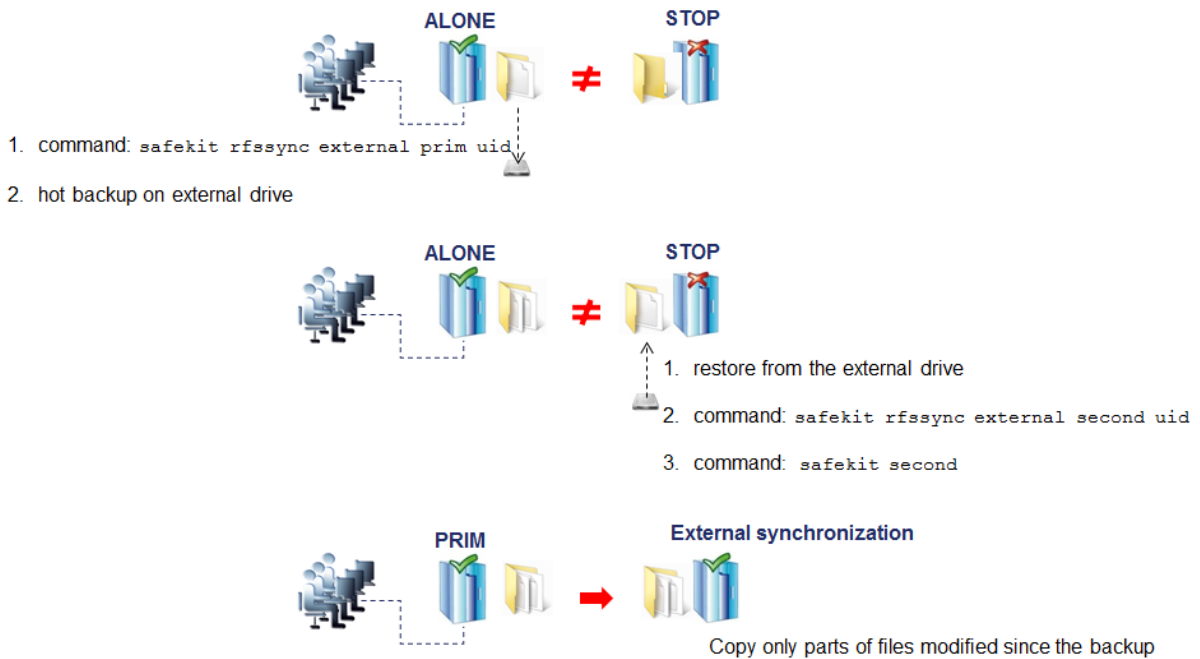 ALONE
STOP
≠
1. command: safekit rfssync external prim uid
2. hot backup on external drive
ALONE
STOP
≠
1. restore from the external drive
2. command: safekit rfssync external second uid
3. command: safekit second
PRIM
External synchronization
Copy only parts of files modified since the backup